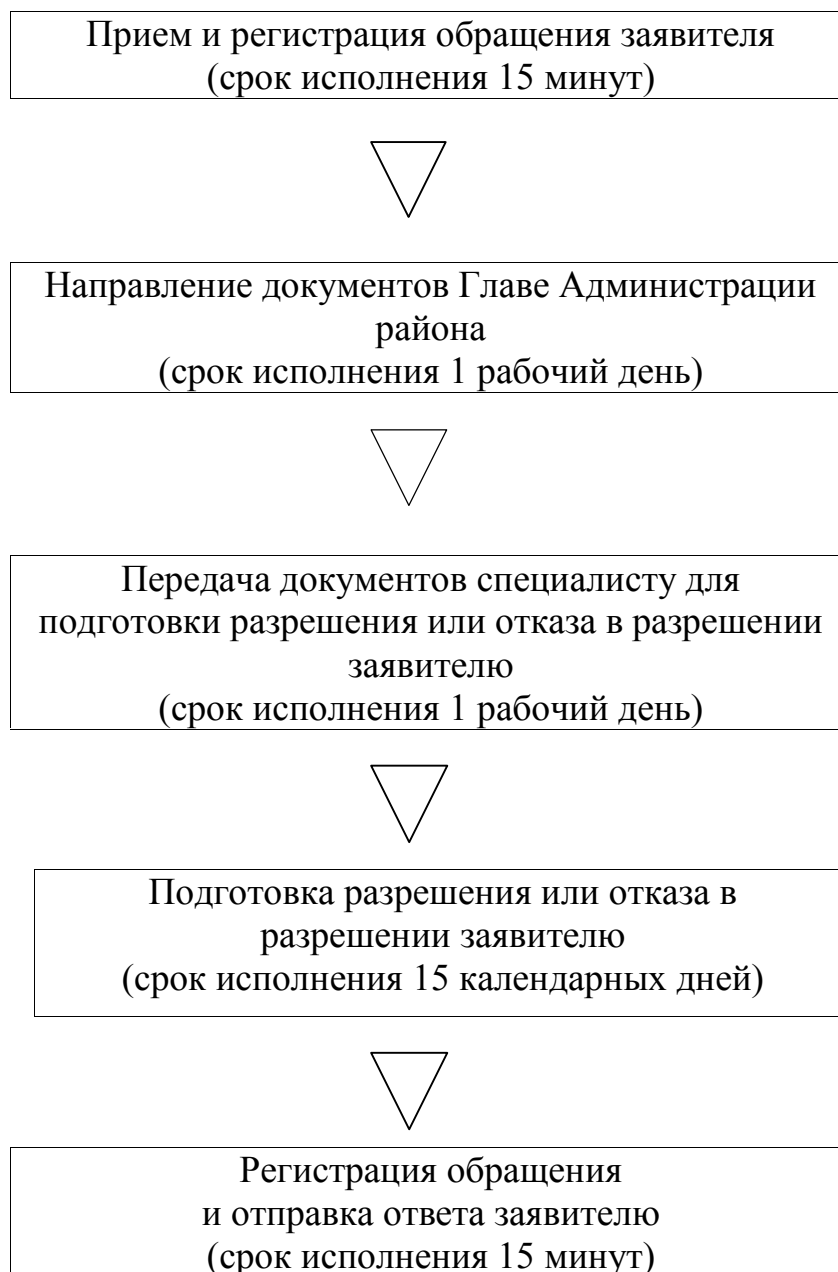 Прием и регистрация обращения заявителя
(срок исполнения 15 минут)
Направление документов Главе Администрации
района
(срок исполнения 1 рабочий день)
Передача документов специалисту для
подготовки разрешения или отказа в разрешении
заявителю
(срок исполнения 1 рабочий день)
Подготовка разрешения или отказа в
разрешении заявителю
(срок исполнения 15 календарных дней)
Регистрация обращения
и отправка ответа заявителю
(срок исполнения 15 минут)